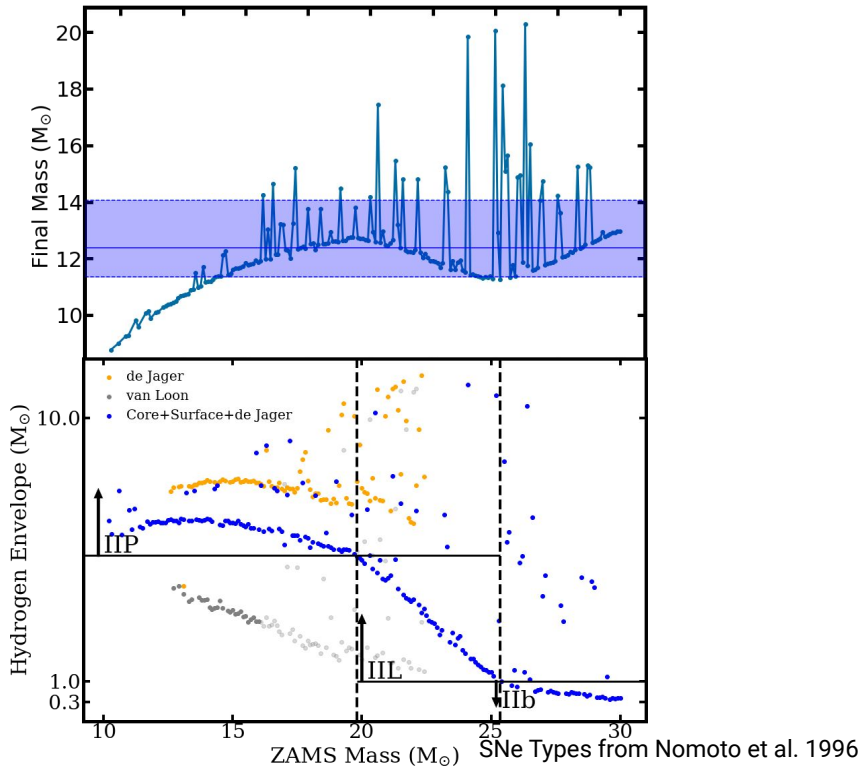 Final Mass (M⊙)
20
18
16
14
12
10
Hydrogen Envelope (M⊙)
10.0
1.0
0.3
de Jager
van Loon
Core+Surface+de Jager
IIP
IIL
IIb
10 15 20 25 30
ZAMS Mass (M⊙)
SNe Types from Nomoto et al. 1996